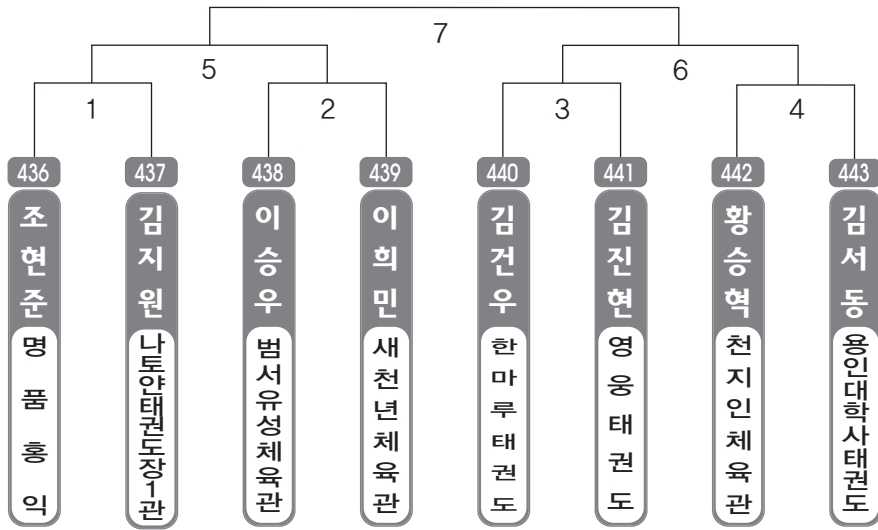 7
5
6
1
2
3
4
436
437
438
439
440
441
442
443
조현준
김지원
이승우
이희민
김건우
김진현
황승혁
김서동
명품홍익
나토얀태권도장1관
범서유성체육관
새천년체육관
한마루태권도
영웅태권도
천지인체육관
용인대학사태권도